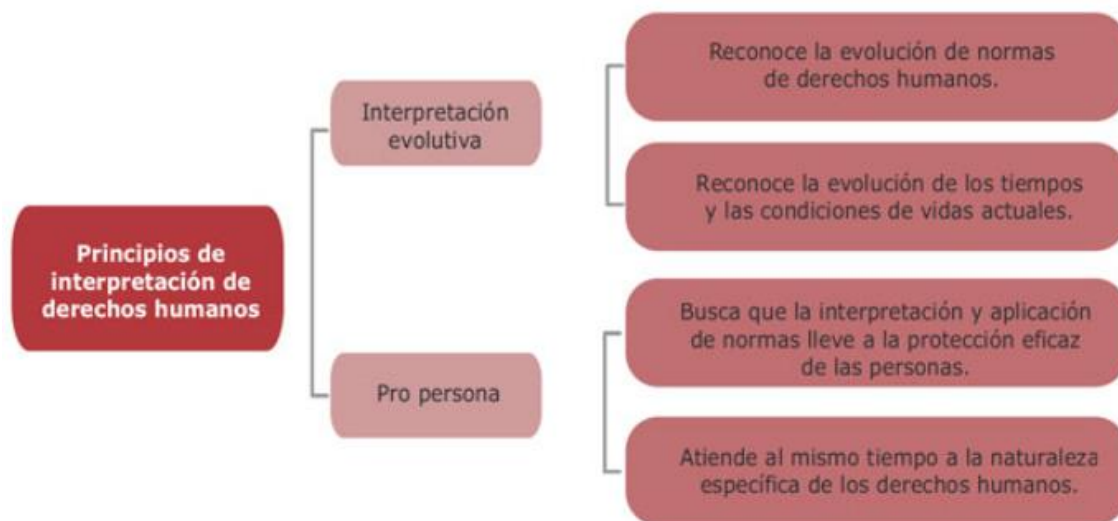 Principios de
interpretación de
derechos humanos
Interpretación
evolutiva
Reconoce la evolución de normas
de derechos humanos.
Reconoce la evolución de los tiempos
y las condiciones de vidas actuales.
Pro persona
Busca que la interpretación y aplicación
de normas lleve a la protección eficaz
de las personas.
Atiende al mismo tiempo a la naturaleza
específica de los derechos humanos.